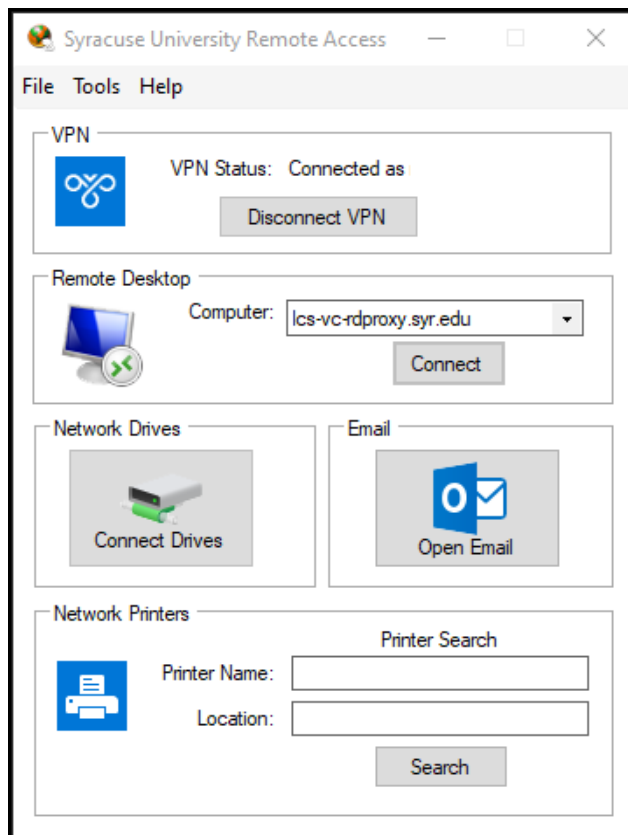 Syracuse University Remote Access
File Tools Help
VPN
VPN Status: Connected as
Disconnect VPN
Remote Desktop
Computer: lcs-vc-rdproxy.syr.edu
Connect
Network Drives
Connect Drives
Email
Open Email
Network Printers
Printer Search
Printer Name:
Location:
Search